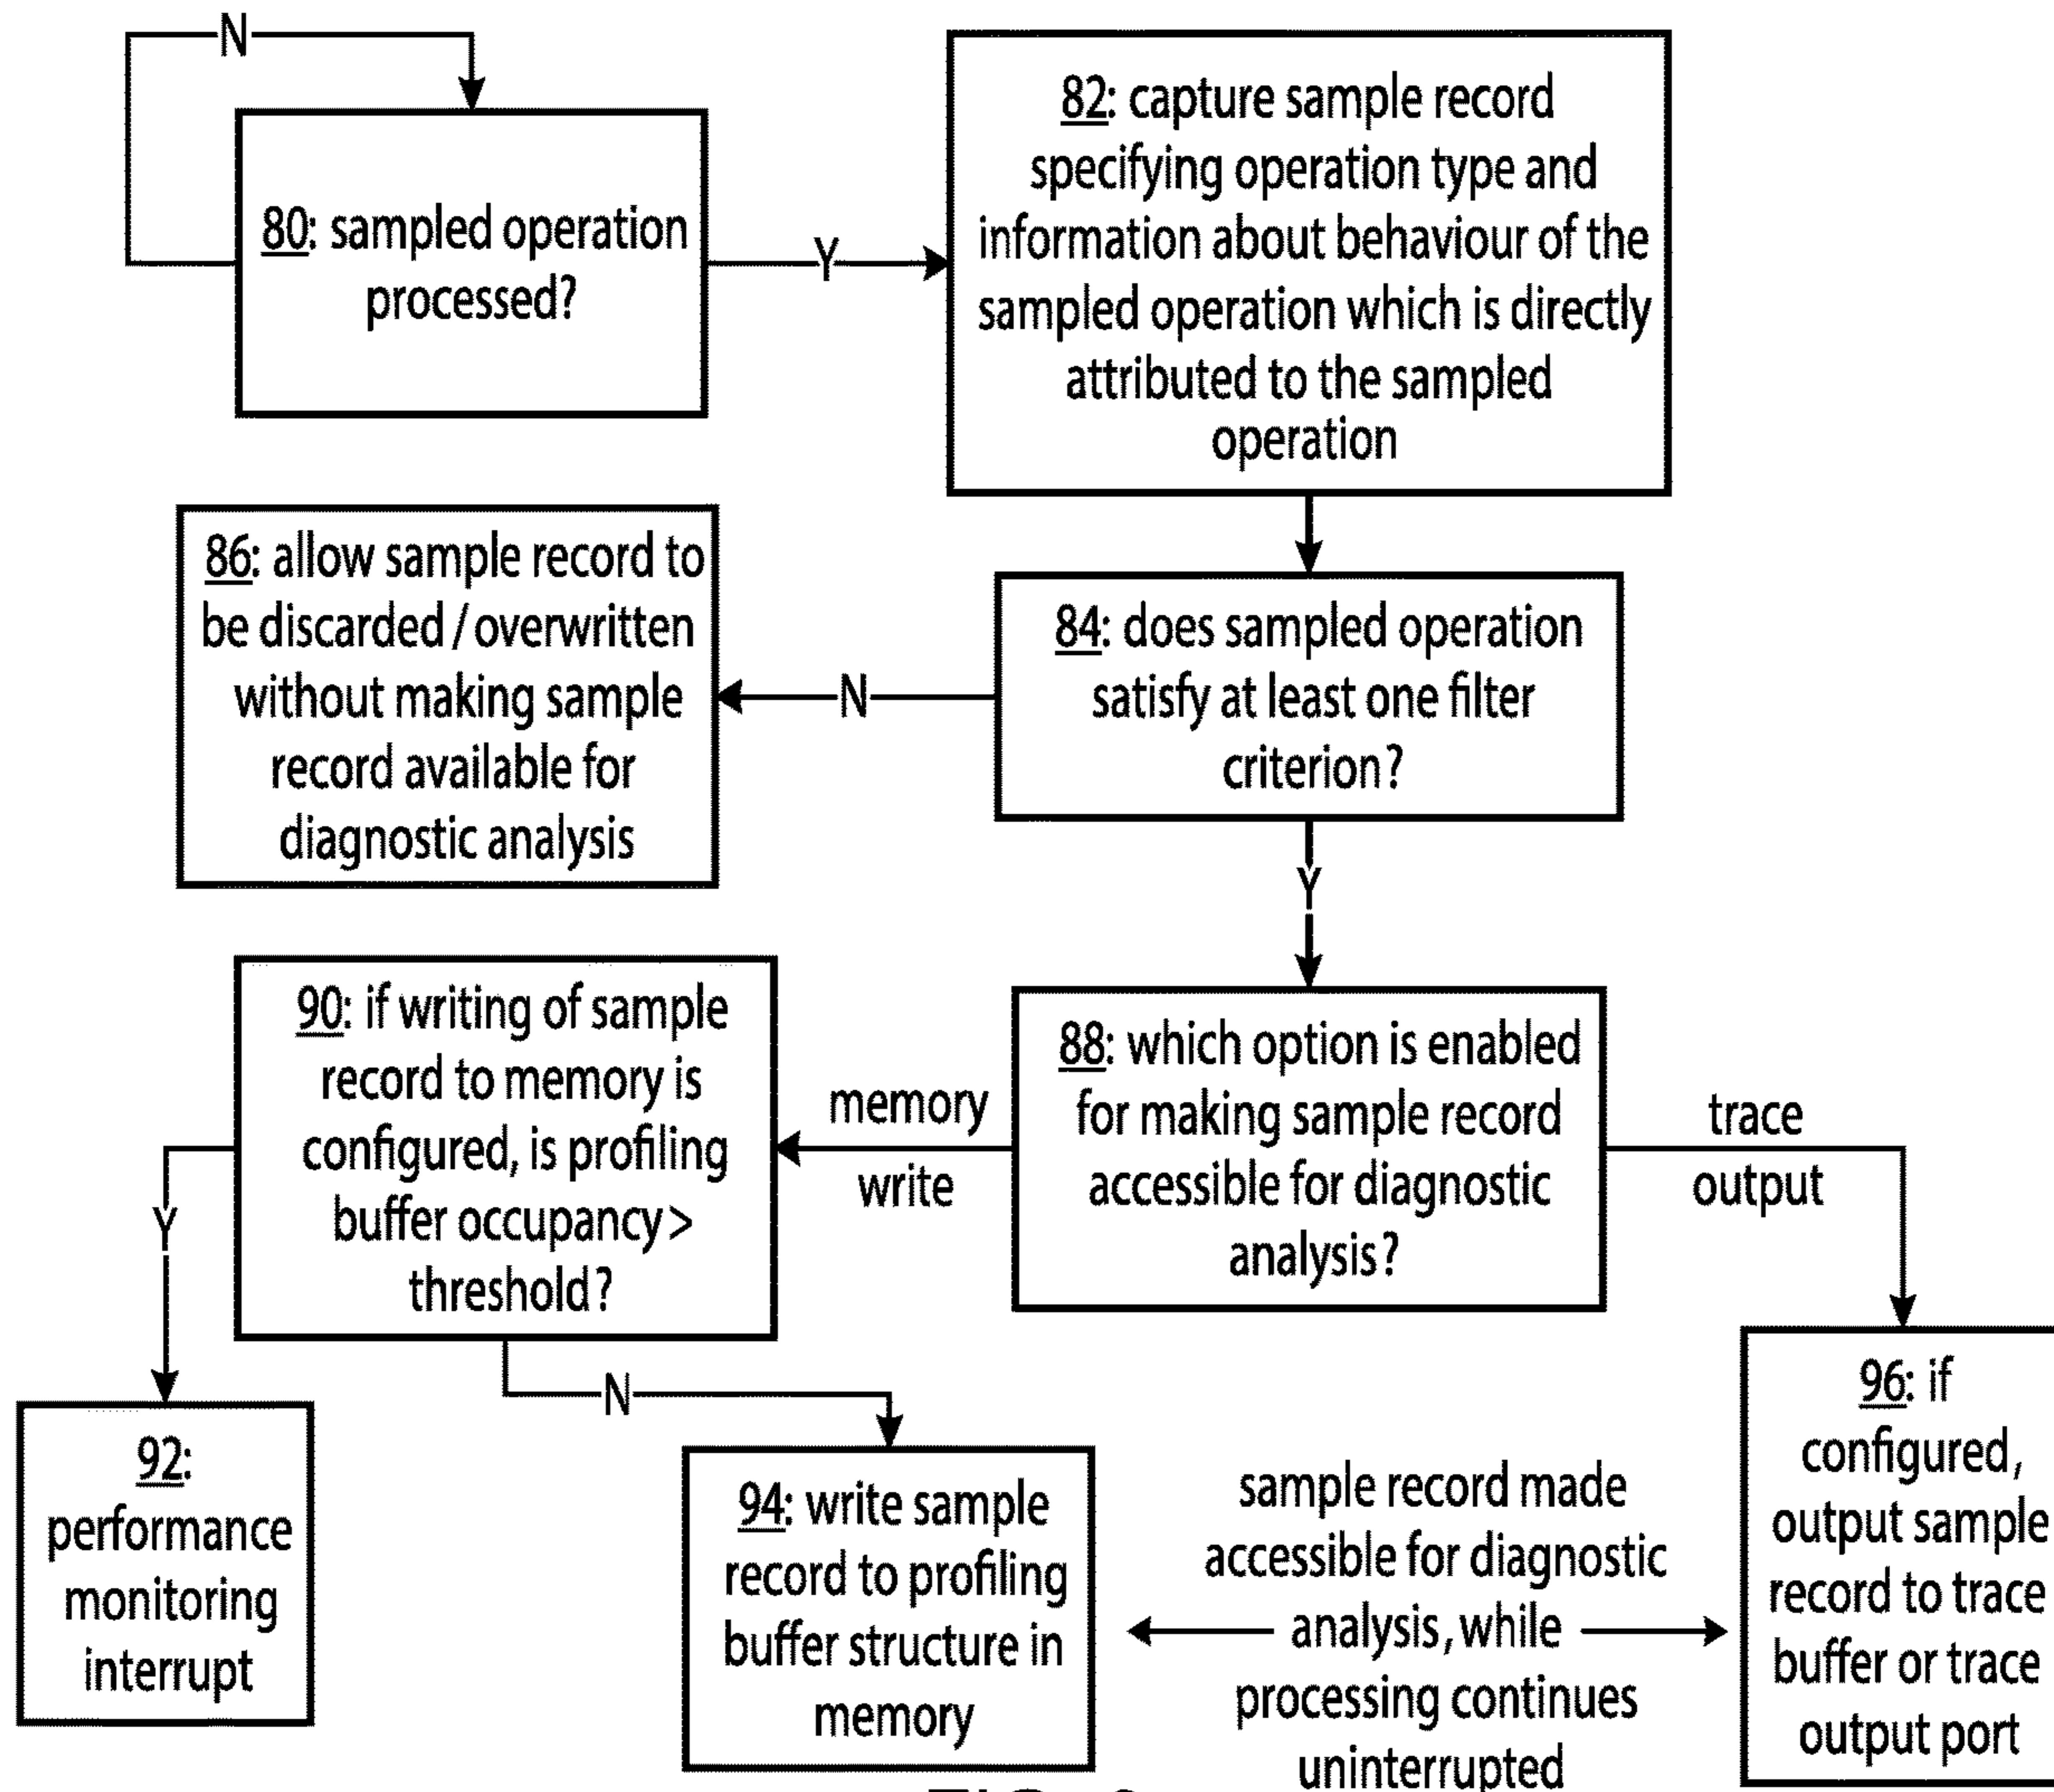 N
80: sampled operation
processed?
Y
82: capture sample record
specifying operation type and
information about behaviour of the
sampled operation which is directly
attributed to the sampled
operation
86: allow sample record to
be discarded / overwritten
without making sample
record available for
diagnostic analysis
N
84: does sampled operation
satisfy at least one filter
criterion?
Y
90: if writing of sample
record to memory is
configured, is profiling
buffer occupancy >
threshold?
memory
write
88: which option is enabled
for making sample record
accessible for diagnostic
analysis?
trace
output
Y
N
92:
performance
monitoring
interrupt
94: write sample
record to profiling
buffer structure in
memory
sample record made
accessible for diagnostic
analysis, while
processing continues
uninterrupted
96: if
configured,
output sample
record to trace
buffer or trace
output port